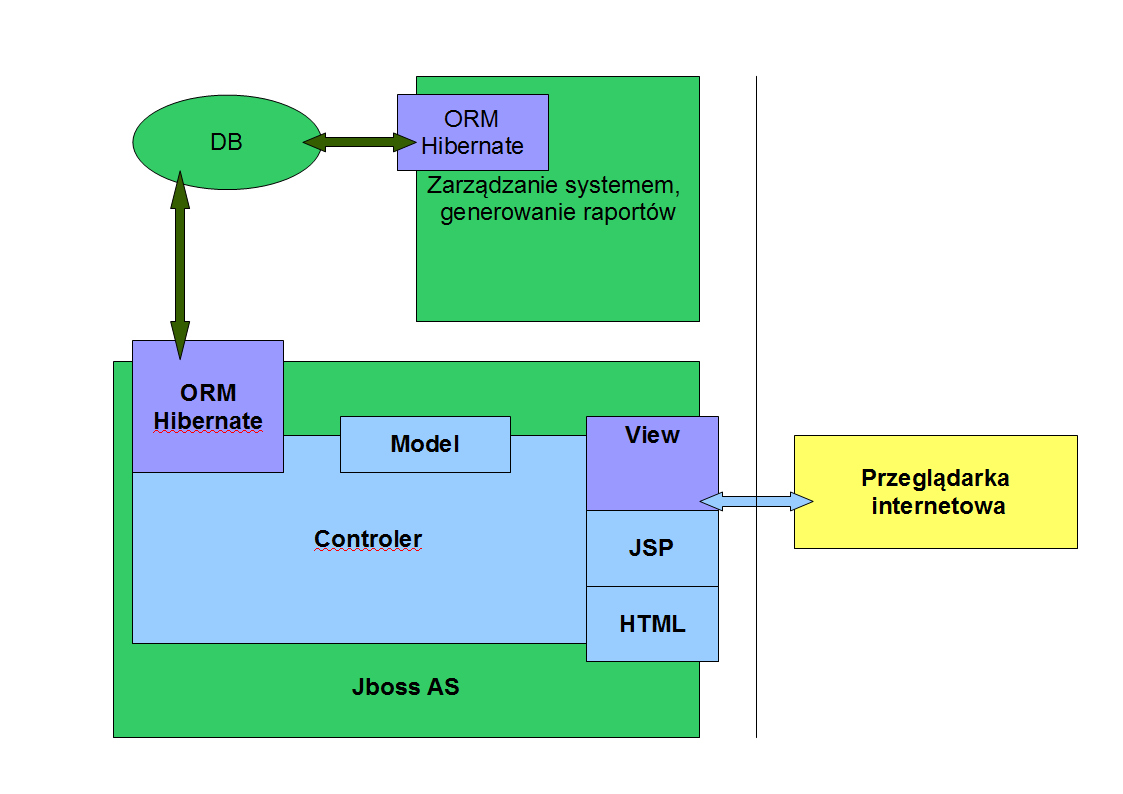 DB
ORM
Hibernate
Zarządzanie systemem,
generowanie raportów
ORM
Hibernate
Model
View
Controler
JSP
HTML
Jboss AS
Przeglądarka
internetowa